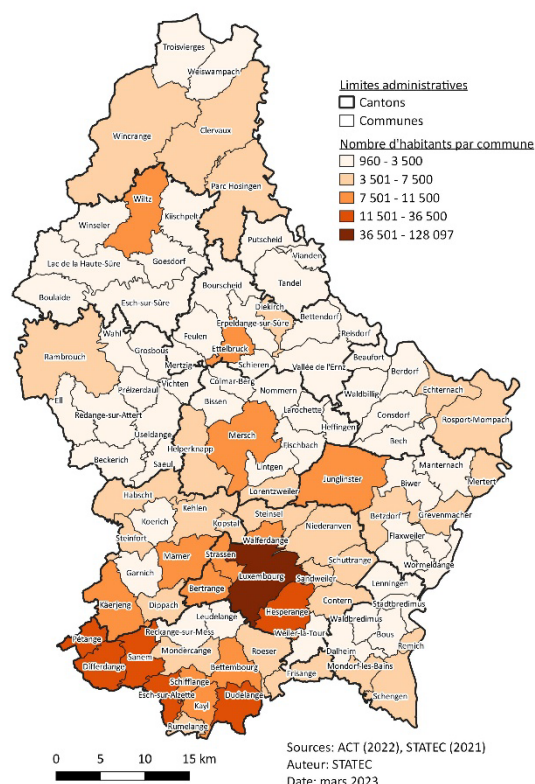 Troisvierges
Weiswampach
Limites administratives
Cantons
Communes
Nombre d'habitants par commune
960 - 3 500
3 501 - 7 500
7 501 - 11 500
11 501 - 36 500
36 501 - 128 097
Clervaux
Wincrange
Parc Hosingen
Wiltz
Kiischpelt
Winseler
Putscheid
Vianden
Lac de la Haute-Sûre
Goesdorf
Tandel
Bourscheid
Boulaide
Esch-sur-Sûre
Diekirch
Bettendorf
Erpeldange-sur-Sûre
Reisdorf
Wahl
Feulen
Ettelbruck
Beaufort
Rambrouch
Grosbous
Mertzig
Schieren
Vallée de l'Ernz
Berdorf
Vichten
Colmar-Berg
Nommern
Waldbillig
Echternach
Ell
Préizerdaul
Bissen
Larochette
Consdorf
Rosport-Mompach
Redange-sur-Attert
Heffingen
Useldange
Mersch
Fischbach
Bech
Beckerich
Saeul
Helperknapp
Lintgen
Manternach
Junglinster
Biwer
Mertert
Lorentzweiler
Habscht
Kehlen
Steinsel
Betzdorf
Grevenmacher
Koerich
Kopstal
Niederanven
Flaxweiler
Steinfort
Walferdange
Mamer
Strassen
Schuttrange
Wormeldange
Garnich
Luxembourg
Sandweiler
Lenningen
Bertrange
Käerjeng
Dippach
Contern
Stadtbredimus
Hesperange
Leudelange
Waldbredimus
Pétange
Reckange-sur-Mess
Weiler-la-Tour
Bous
Sanem
Mondercange
Roeser
Dalheim
Remich
Differdange
Bettembourg
Mondorf-les-Bains
Schifflange
Frisange
Esch-sur-Alzette
Dudelange
Schengen
Kayl
Rumelange
0 5 10 15 km
Sources: ACT (2022), STATEC (2021)
Auteur: STATEC
Date: mars 2023